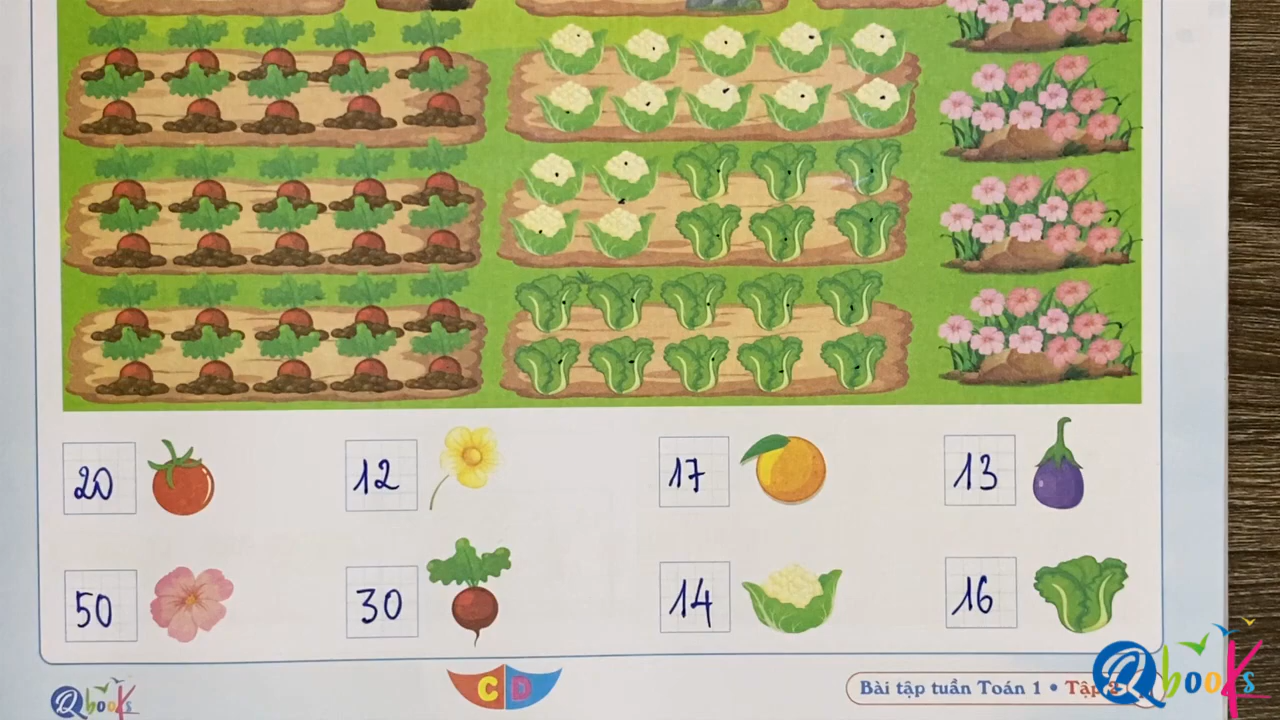 20 12 17 13
50 30 14 16
Qbooks CD Bài tập tuần Toán 1 • Tập
Qbooks